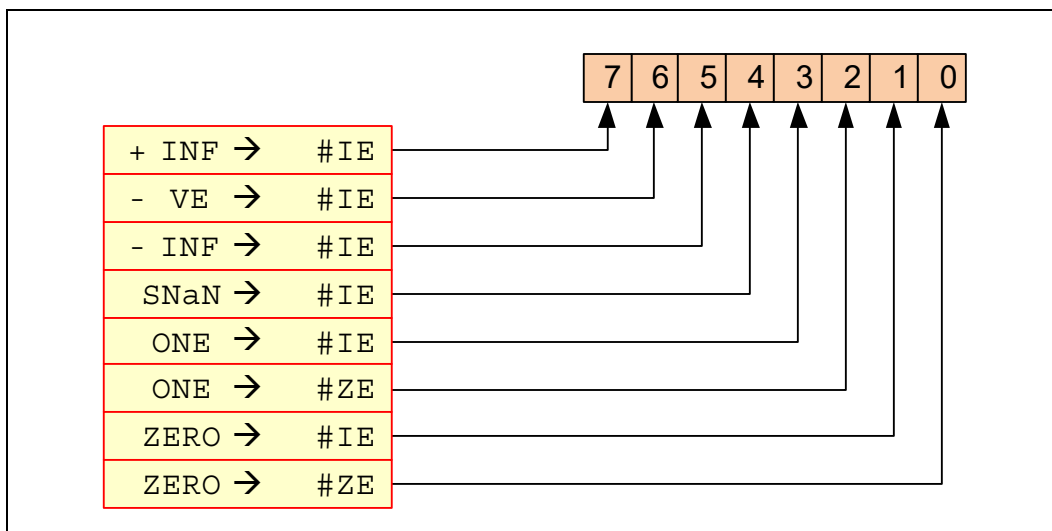 7 6 5 4 3 2 1 0
+ INF → #IE
- VE → #IE
- INF → #IE
SNaN → #IE
ONE → #IE
ONE → #ZE
ZERO → #IE
ZERO → #ZE